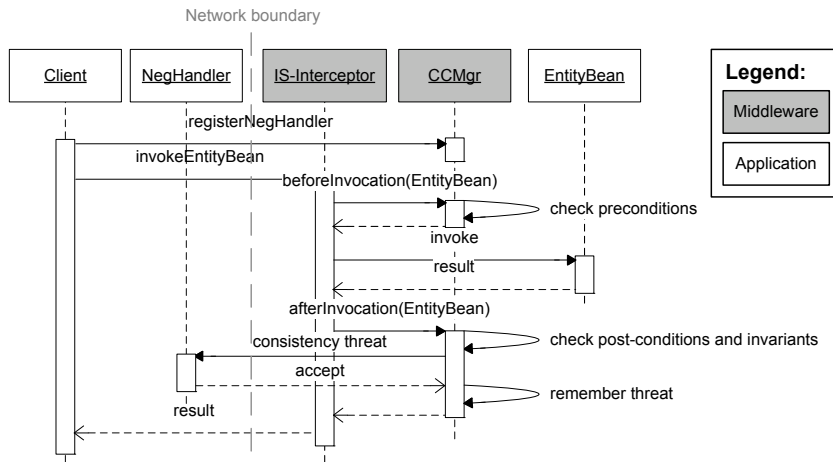 Network boundary
Client
NegHandler
IS-Interceptor
CCMgr
EntityBean
Legend:
Middleware
Application
registerNegHandler
invokeEntityBean
beforeInvocation(EntityBean)
check preconditions
invoke
result
afterInvocation(EntityBean)
check post-conditions and invariants
consistency threat
accept
remember threat
result